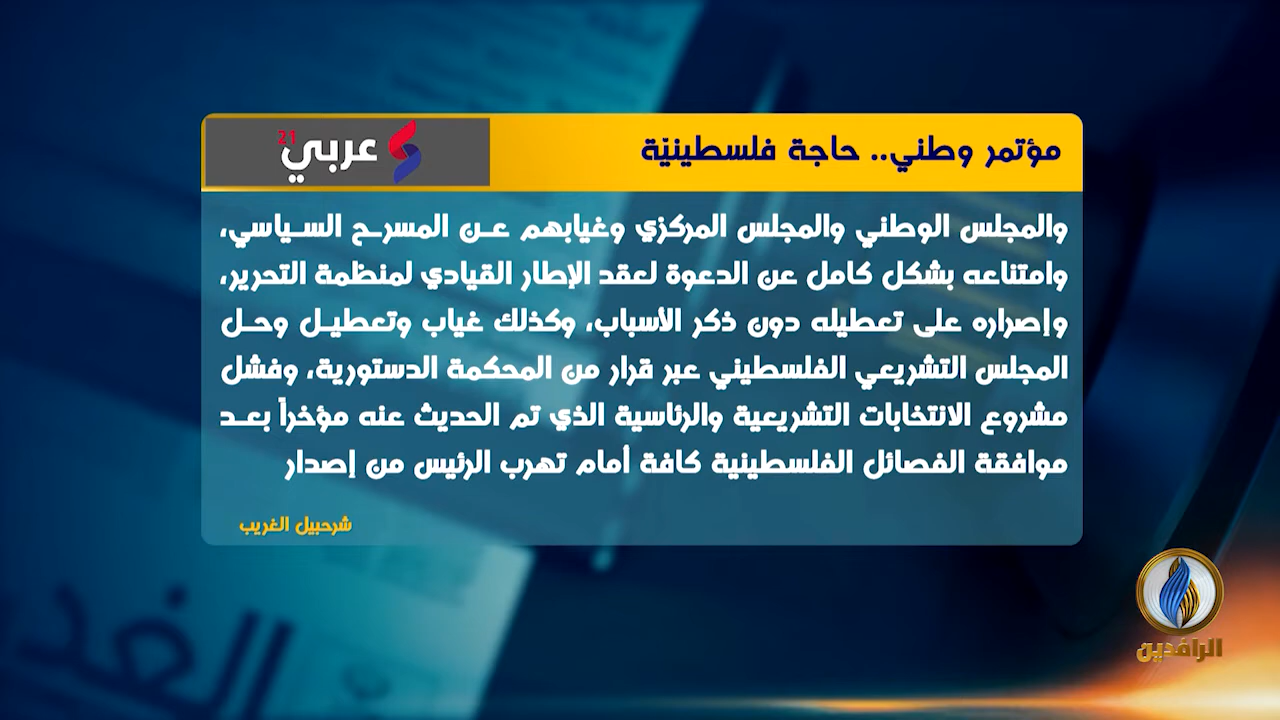 مؤتمر وطني.. حاجة فلسطينيّة
عربي 21
والمجلس الوطني والمجلس المركزي وغيابهم عن المسرح السياسي،
وامتناعه بشكل كامل عن الدعوة لعقد الإطار القيادي لمنظمة التحرير،
وإصراره على تعطيله دون ذكر الأسباب، وكذلك غياب وتعطيل وحل
المجلس التشريعي الفلسطيني عبر قرار من المحكمة الدستورية، وفشل
مشروع الانتخابات التشريعية والرئاسية الذي تم الحديث عنه مؤخراً بعد
موافقة الفصائل الفلسطينية كافة أمام تهرب الرئيس من إصدار
شرحبيل الغريب
الرافدين
الغد